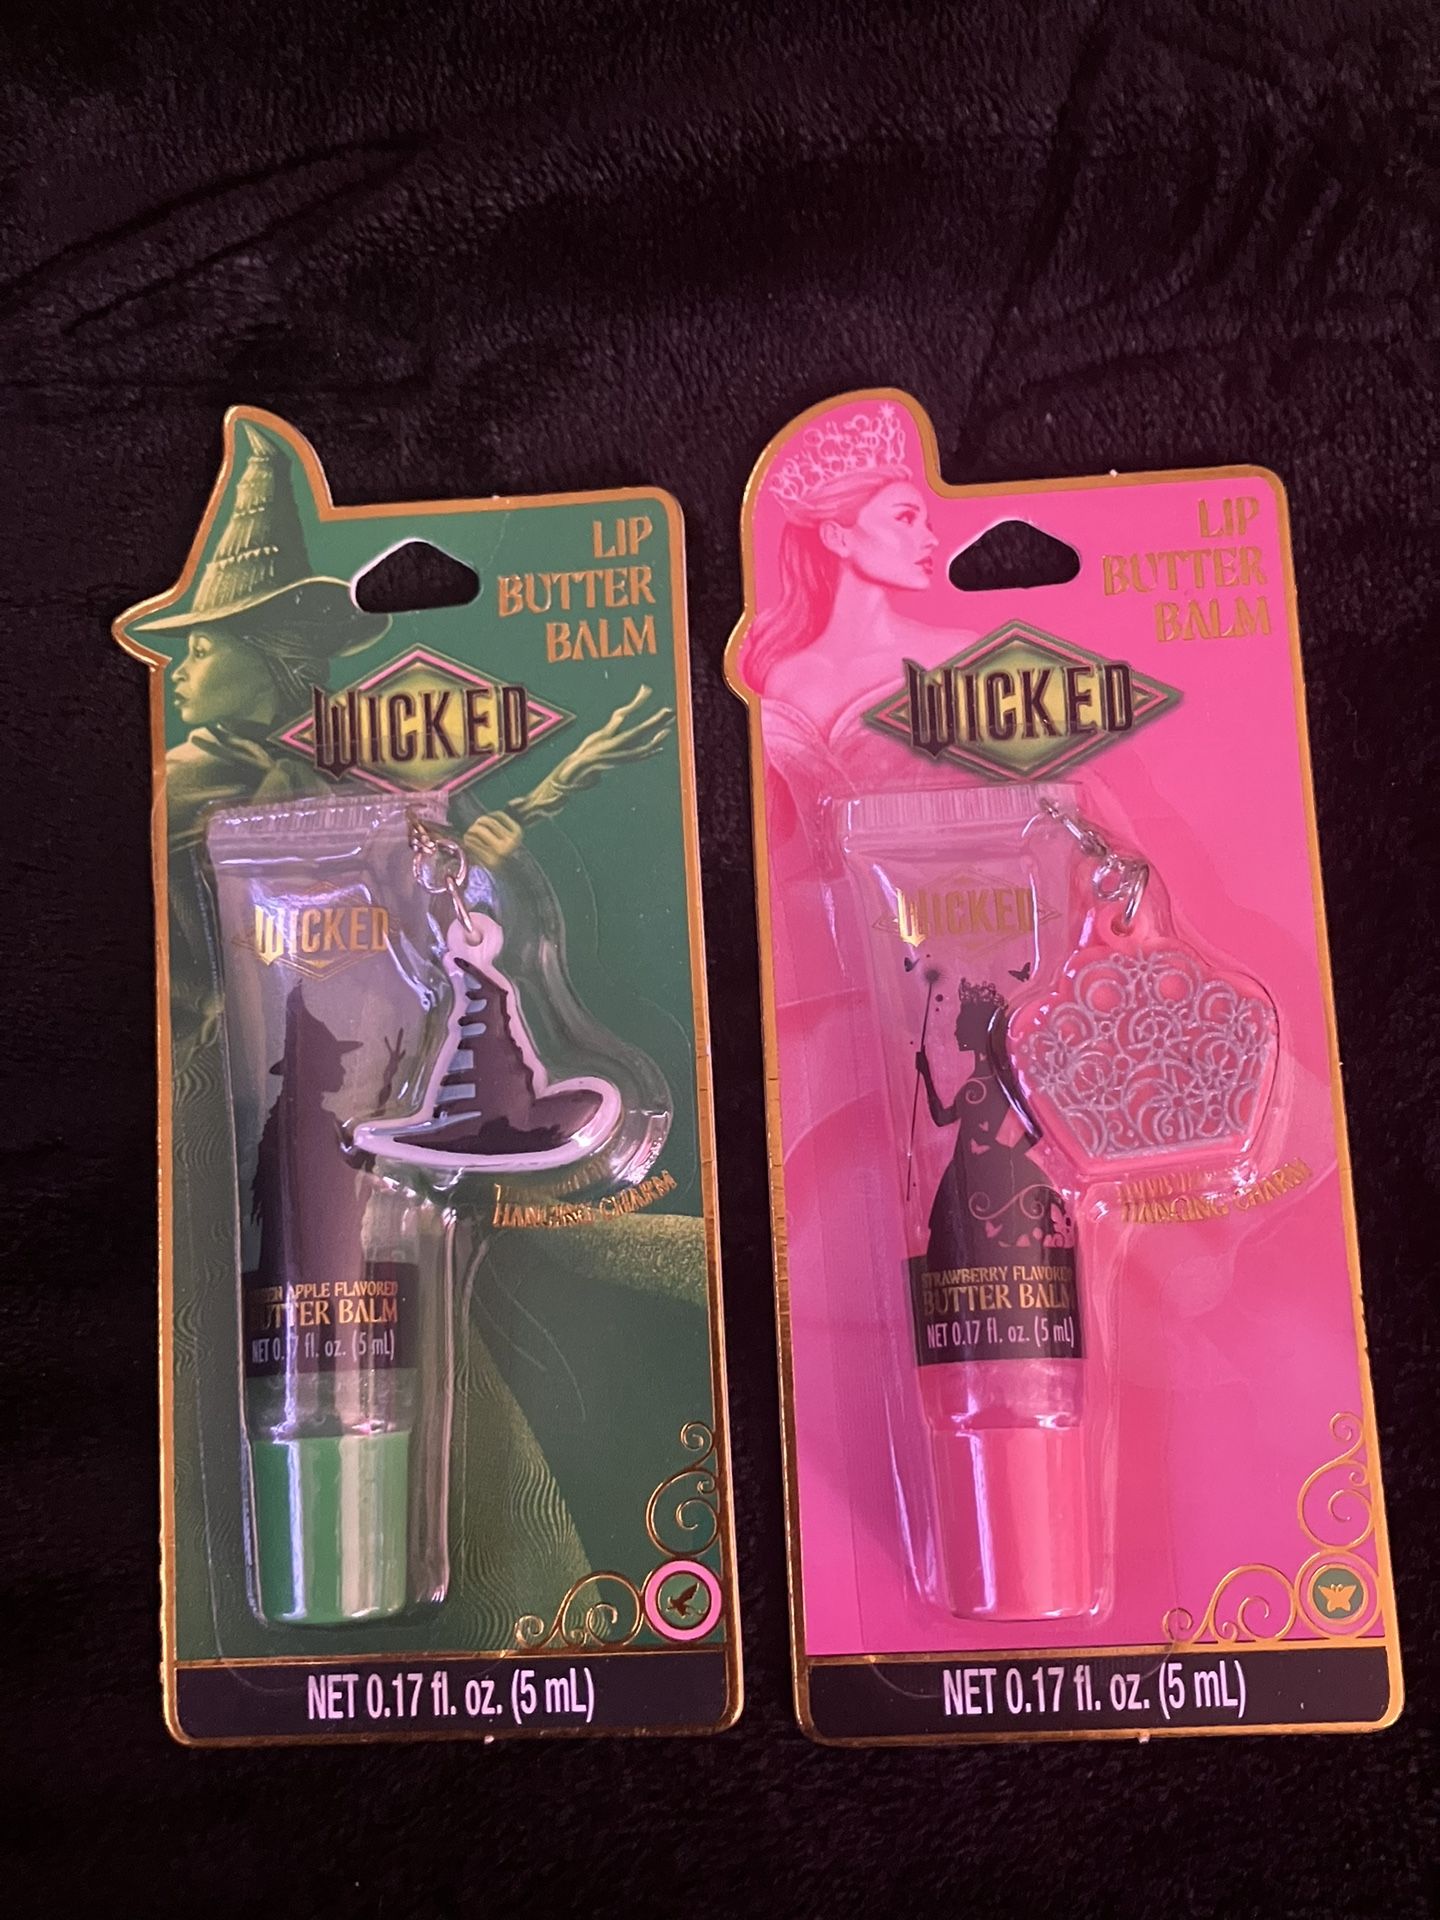 LIP
BUTTER
BALM
WICKED
WICKED
HANGING CHARM
APPLE FLAVORED
BUTTER BALM
NET 0.17 fl. oz. (5 mL)
NET 0.17 fl. oz. (5 mL)
LIP
BUTTER
BALM
WICKED
WICKED
HANGING CHARM
STRAWBERRY FLAVORED
BUTTER BALM
NET 0.17 fl. oz. (5 mL)
NET 0.17 fl. oz. (5 mL)